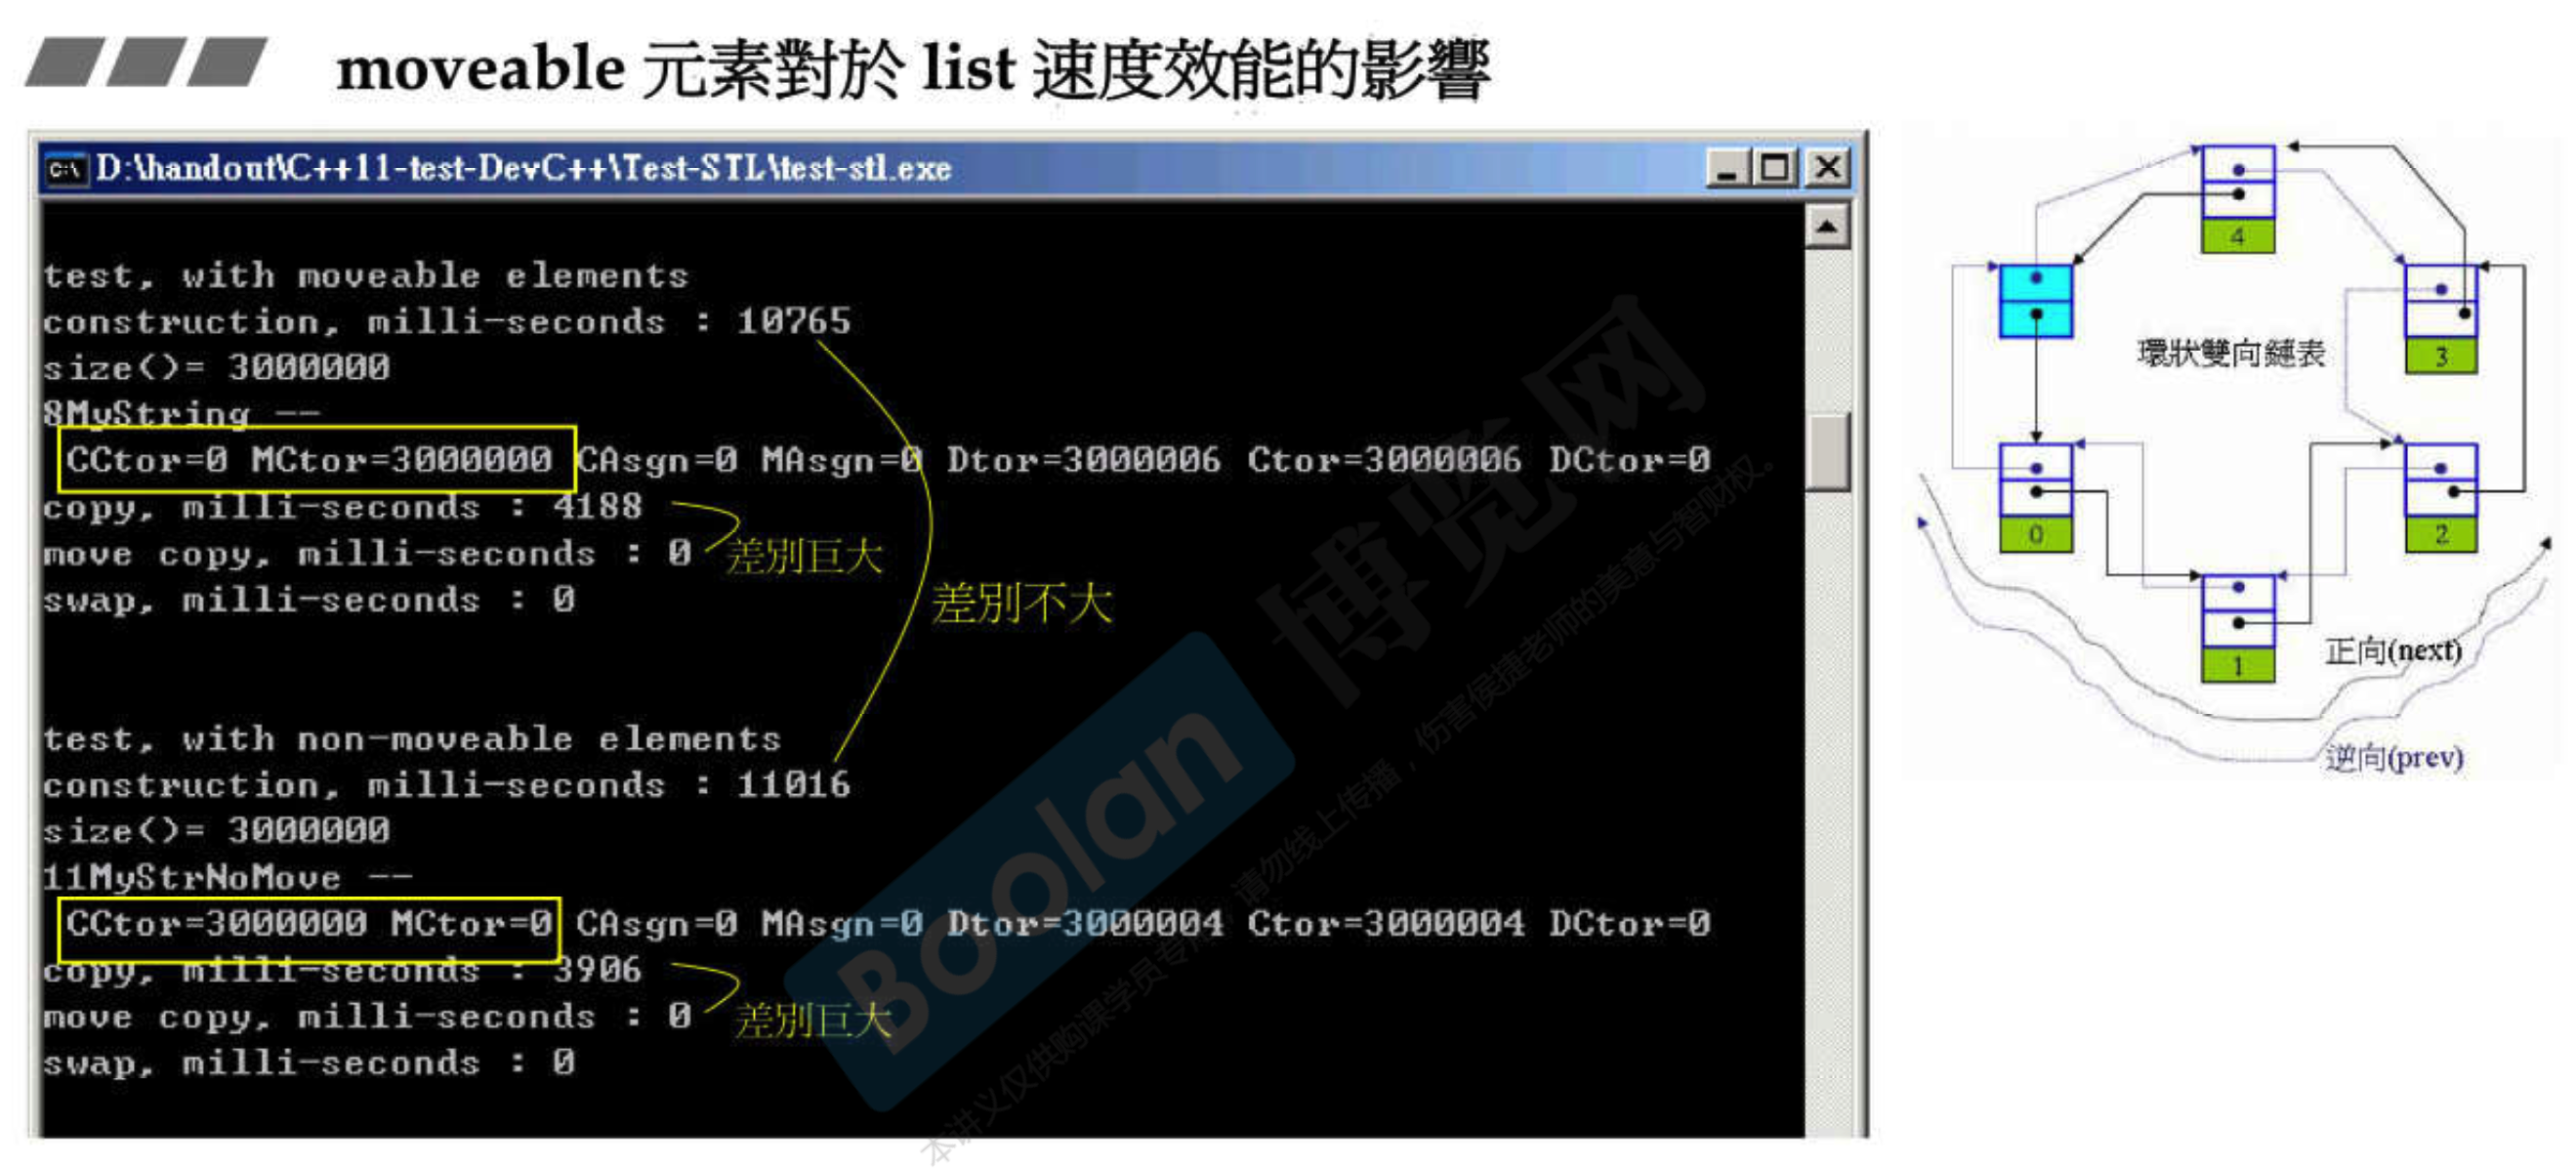 moveable 元素對於 list 速度效能的影響
D:\handout\C++11-test-DevC++\Test-STL\test-stl.exe
test, with moveable elements
construction, milli-seconds : 10765
size()= 3000000
8MyString --
CCtor=0 MCtor=3000000 CAsgn=0 MAsgn=0 Dtor=3000006 Ctor=3000006 DCtor=0
copy, milli-seconds : 4188
move copy, milli-seconds : 0
差別巨大
swap, milli-seconds : 0
差別不大
test, with non-moveable elements
construction, milli-seconds : 11016
size()= 3000000
11MyStrNoMove --
CCtor=3000000 MCtor=0 CAsgn=0 MAsgn=0 Dtor=3000004 Ctor=3000004 DCtor=0
copy, milli-seconds : 3906
move copy, milli-seconds : 0
差別巨大
swap, milli-seconds : 0
4
3
環狀雙向鏈表
0
2
1
正向(next)
逆向(prev)
Boolan 博览网
本讲义仅供购课学员专用，请勿线上传播，伤害侯捷老师的美意与智财权。